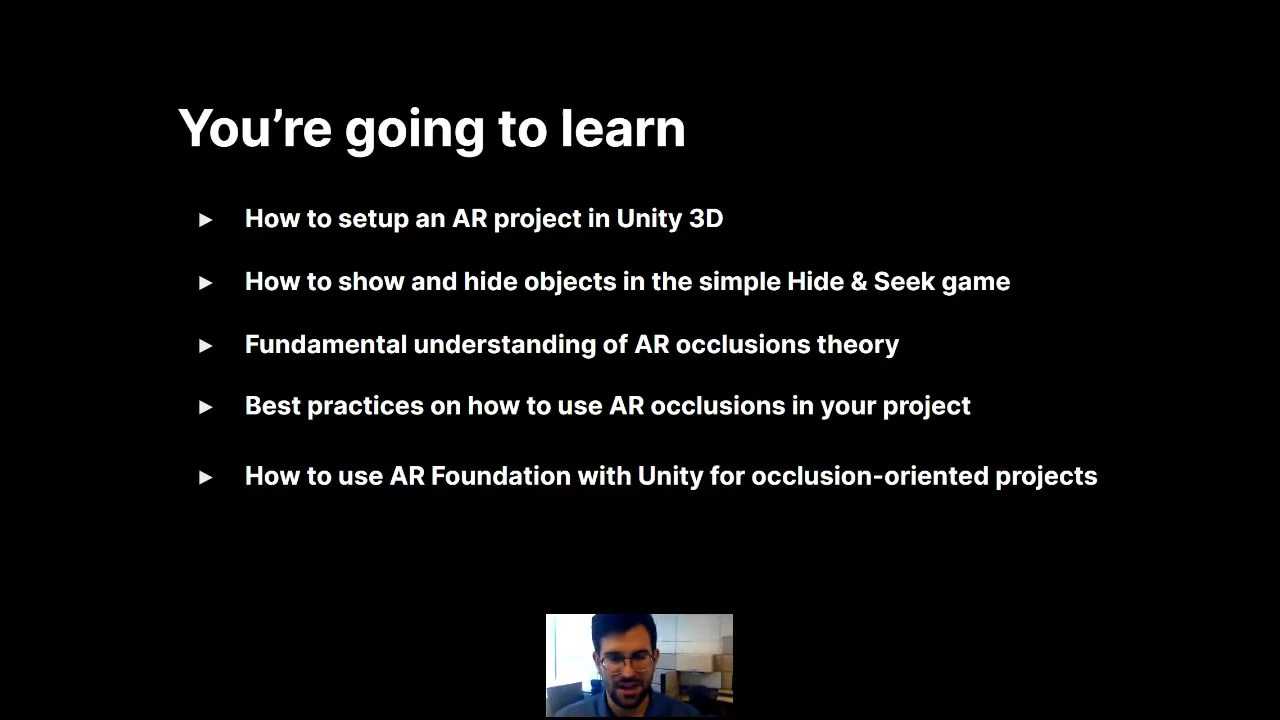 You’re going to learn
► How to setup an AR project in Unity 3D
► How to show and hide objects in the simple Hide & Seek game
► Fundamental understanding of AR occlusions theory
► Best practices on how to use AR occlusions in your project
► How to use AR Foundation with Unity for occlusion-oriented projects